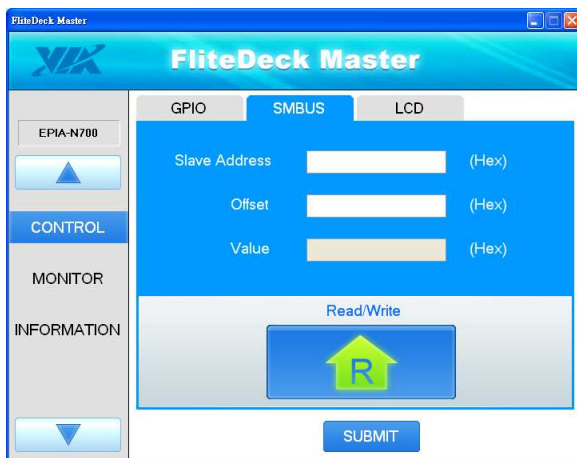 FliteDeck Master
VIA
FliteDeck Master
EPIA-N700
CONTROL
MONITOR
INFORMATION
GPIO SMBUS LCD
Slave Address (Hex)
Offset (Hex)
Value (Hex)
Read/Write
R
SUBMIT